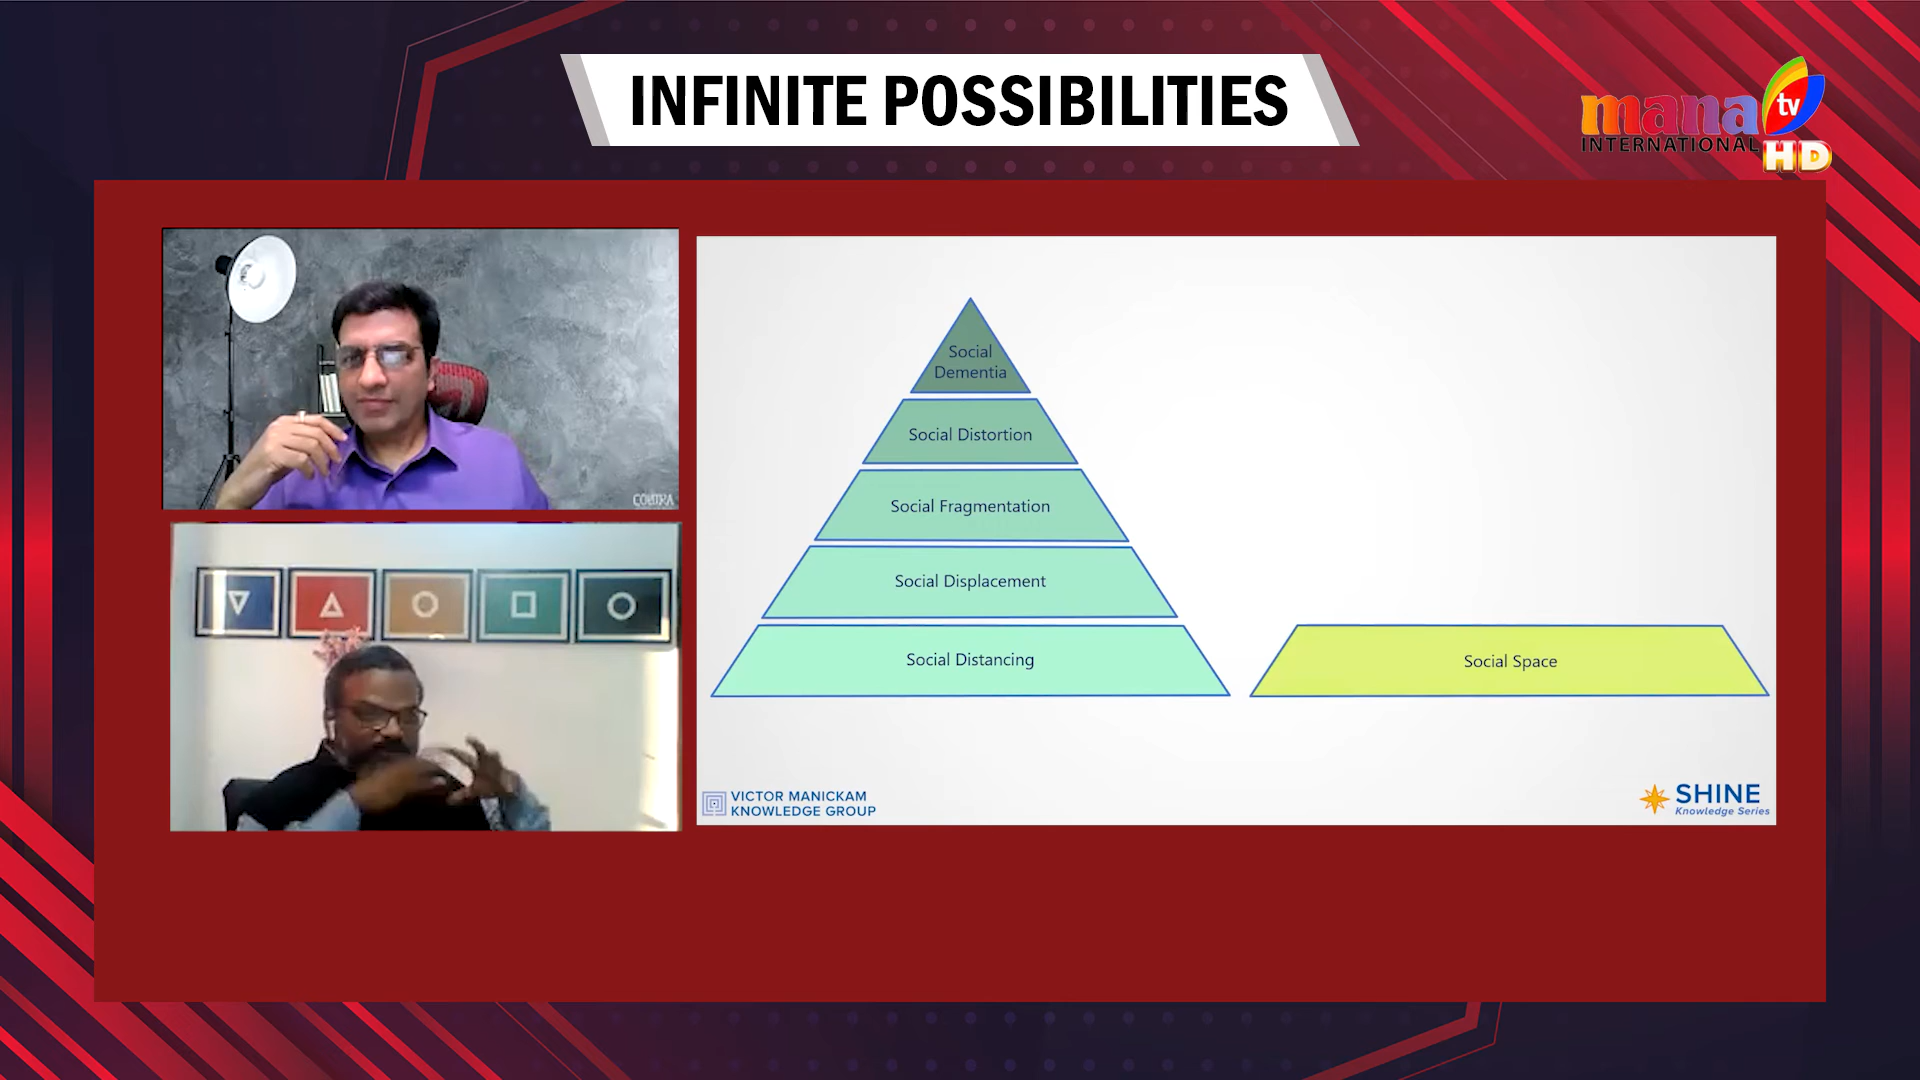 INFINITE POSSIBILITIES
mana tv
INTERNATIONAL
HD
Social
Dementia
Social Distortion
Social Fragmentation
Social Displacement
Social Distancing
Social Space
VICTOR MANICKAM
KNOWLEDGE GROUP
SHINE
Knowledge Series